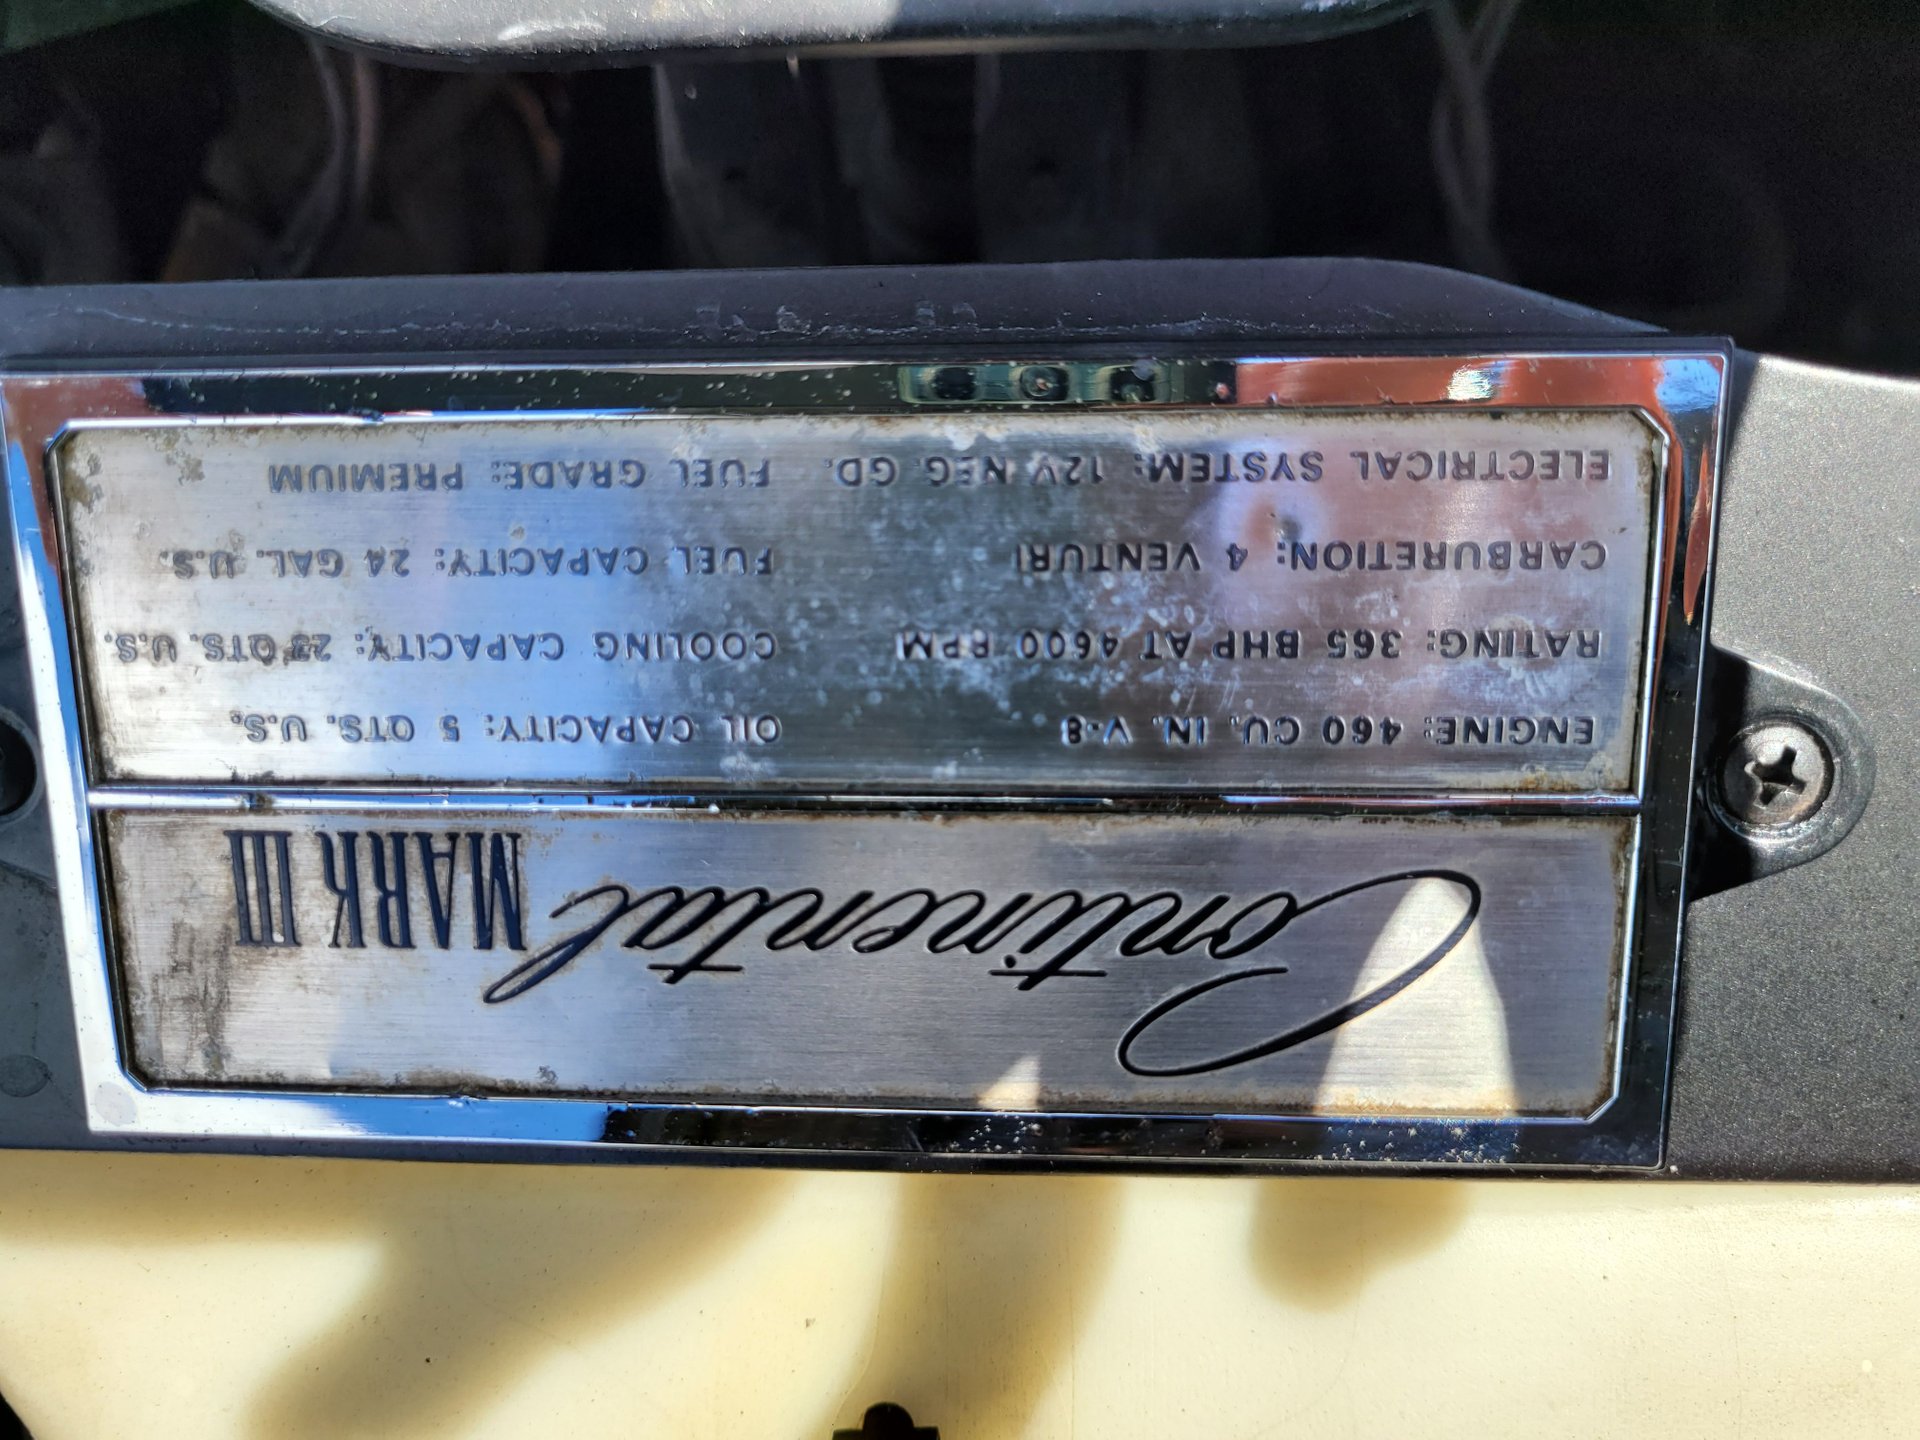 Continental MARK III
ENGINE: 460 CU. IN. V-8 OIL CAPACITY: 5 QTS. U.S.
RATING: 365 BHP AT 4600 RPM COOLING CAPACITY: QTS. U.S.
CARBURETION: 4 VENTURI FUEL CAPACITY: 24 GAL. U.S.
ELECTRICAL SYSTEM: 12V NEG. GD. FUEL GRADE: PREMIUM